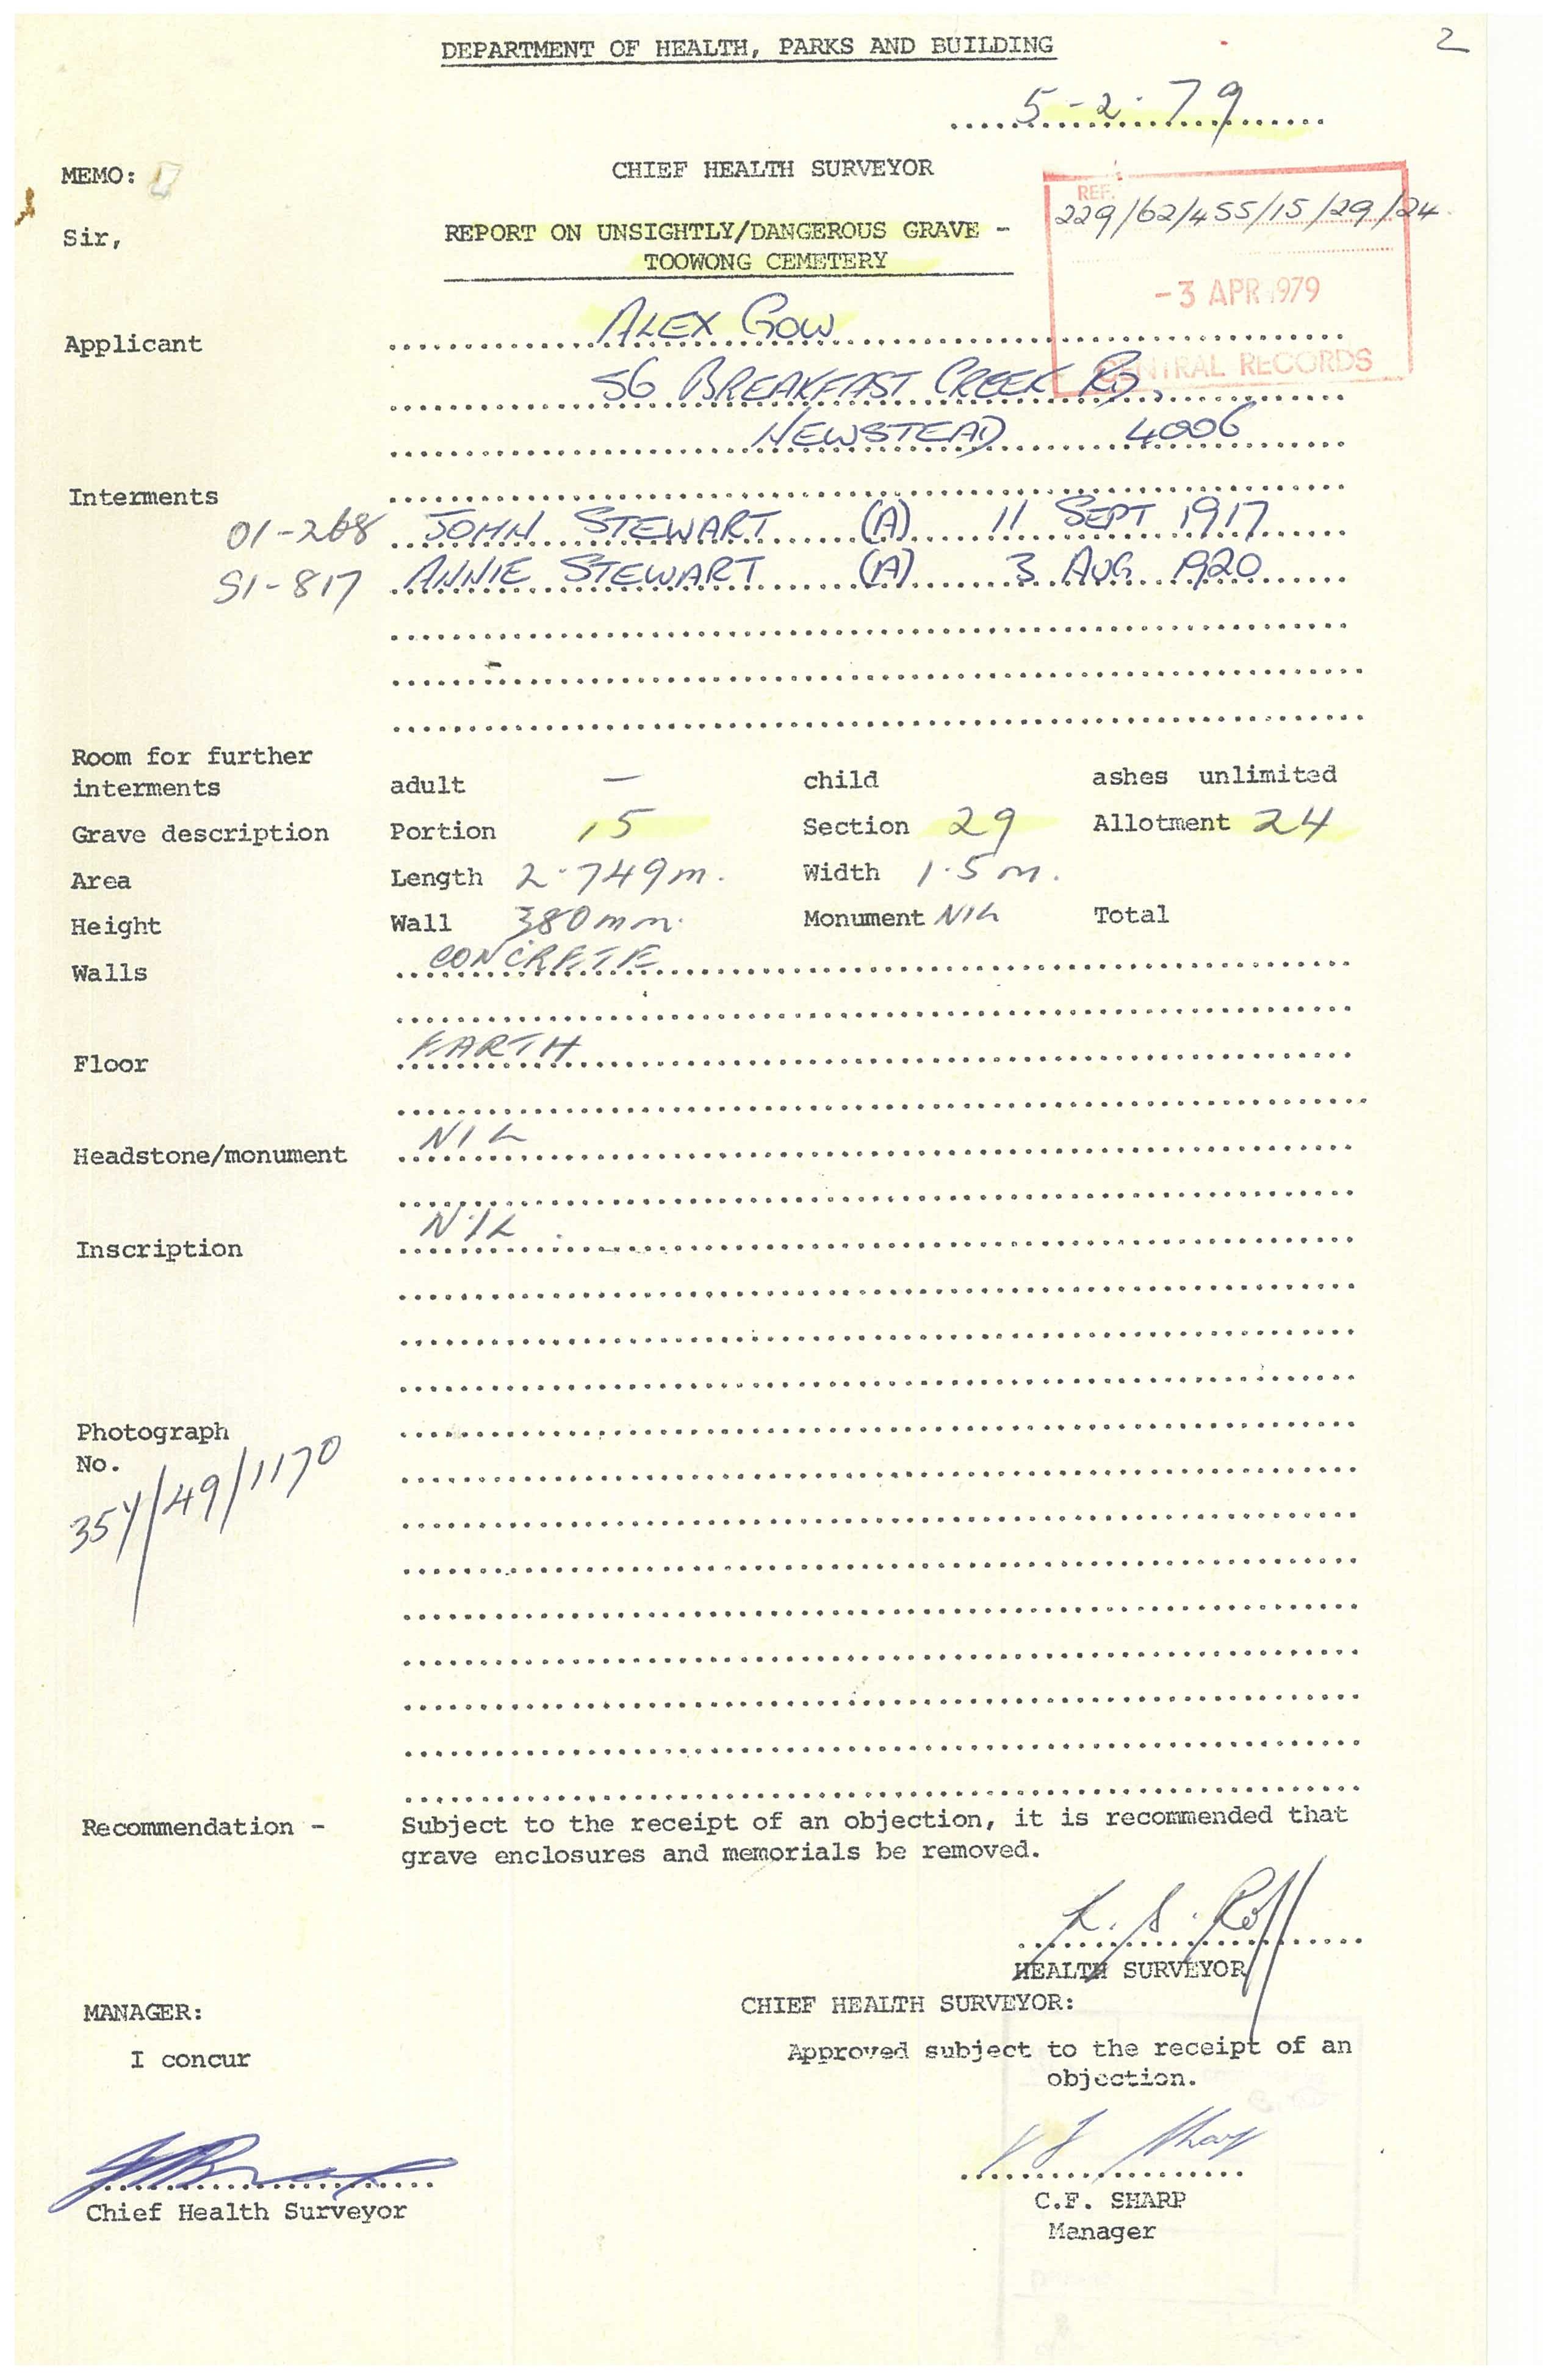 2
DEPARTMENT OF HEALTH, PARKS AND BUILDING
5-2-79
MEMO: CHIEF HEALTH SURVEYOR
REF.
229/62/455/15/29/24
Sir, REPORT ON UNSIGHTLY/DANGEROUS GRAVE -
TOOWONG CEMETERY
-3 APR 1979
CENTRAL RECORDS
Applicant ALEX GOW
56 BREAKFAST CREEK RD,
NEWSTEAD 4006
Interments
01-268 JOHN STEWART (A) 11 SEPT 1917
S1-817 ANNIE STEWART (A) 3 AUG 1920
Room for further
interments adult — child ashes unlimited
Grave description Portion 15 Section 29 Allotment 24
Area Length 2.749m. Width 1.5m.
Height Wall 380mm. Monument NIL Total
Walls CONCRETE
Floor EARTH
Headstone/monument NIL
Inscription NIL
Photograph
No.
354/49/1170
Recommendation - Subject to the receipt of an objection, it is recommended that
grave enclosures and memorials be removed.
HEALTH SURVEYOR
MANAGER: CHIEF HEALTH SURVEYOR:
I concur Approved subject to the receipt of an
objection.
Chief Health Surveyor C.F. SHARP
Manager